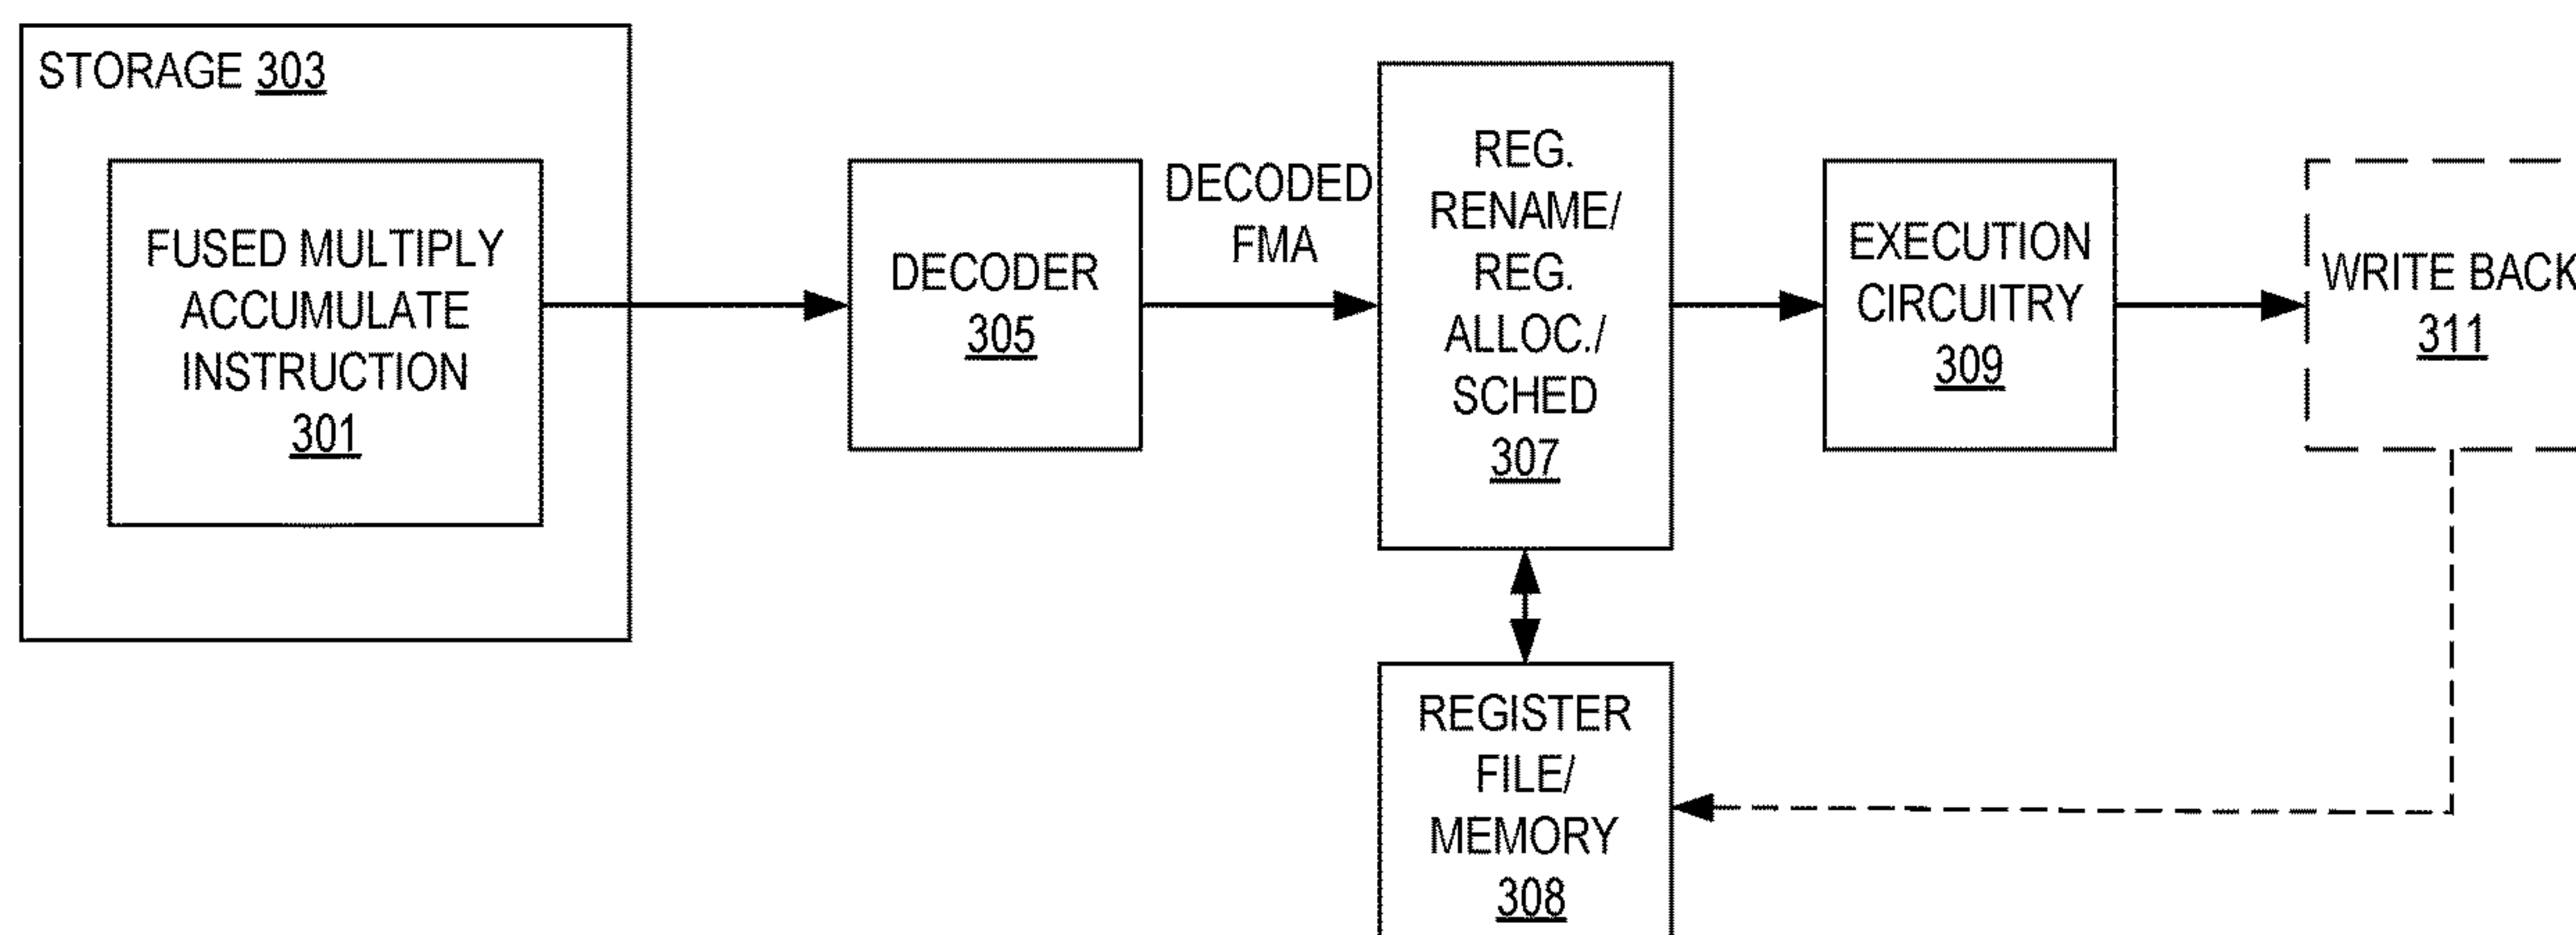 STORAGE 303
FUSED MULTIPLY
ACCUMULATE
INSTRUCTION
301
DECODER
305
DECODED
FMA
REG.
RENAME/
REG.
ALLOC./
SCHED
307
EXECUTION
CIRCUITRY
309
WRITE BACK
311
REGISTER
FILE/
MEMORY
308